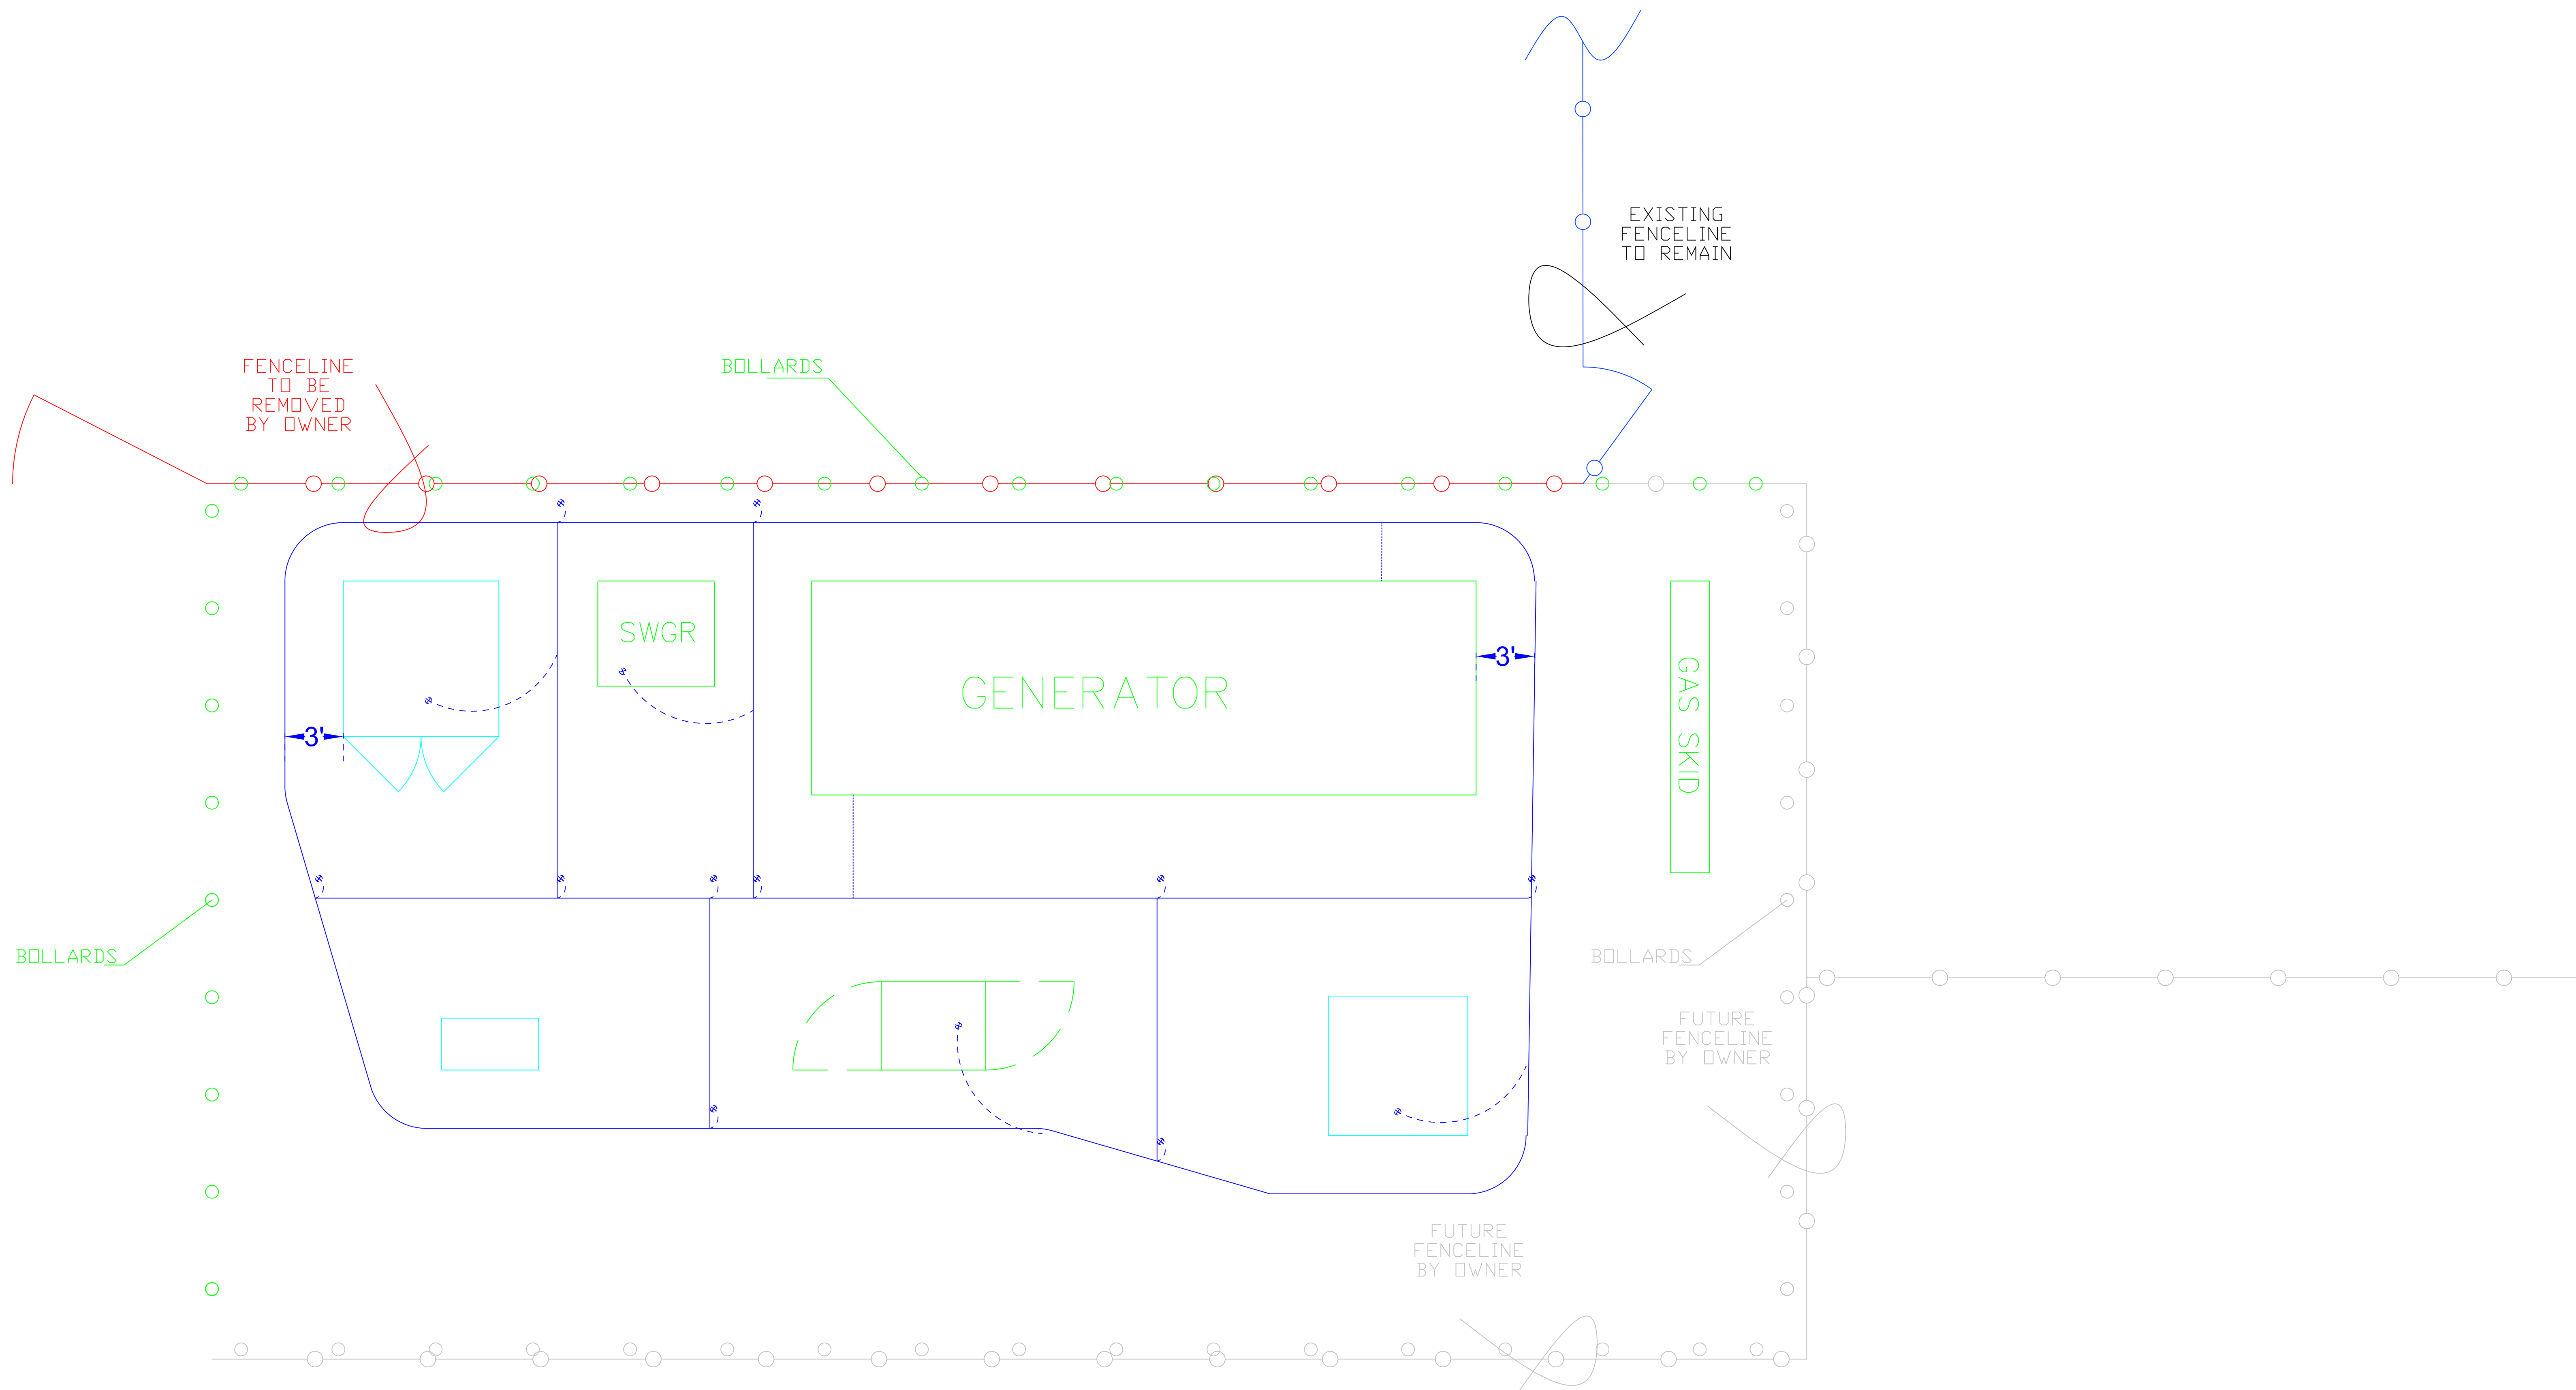 EXISTING
FENCELINE
TO REMAIN
FENCELINE
TO BE
REMOVED
BY OWNER
BOLLARDS
SWGR
GENERATOR
3'
GAS SKID
3'
BOLLARDS
BOLLARDS
FUTURE
FENCELINE
BY OWNER
FUTURE
FENCELINE
BY OWNER